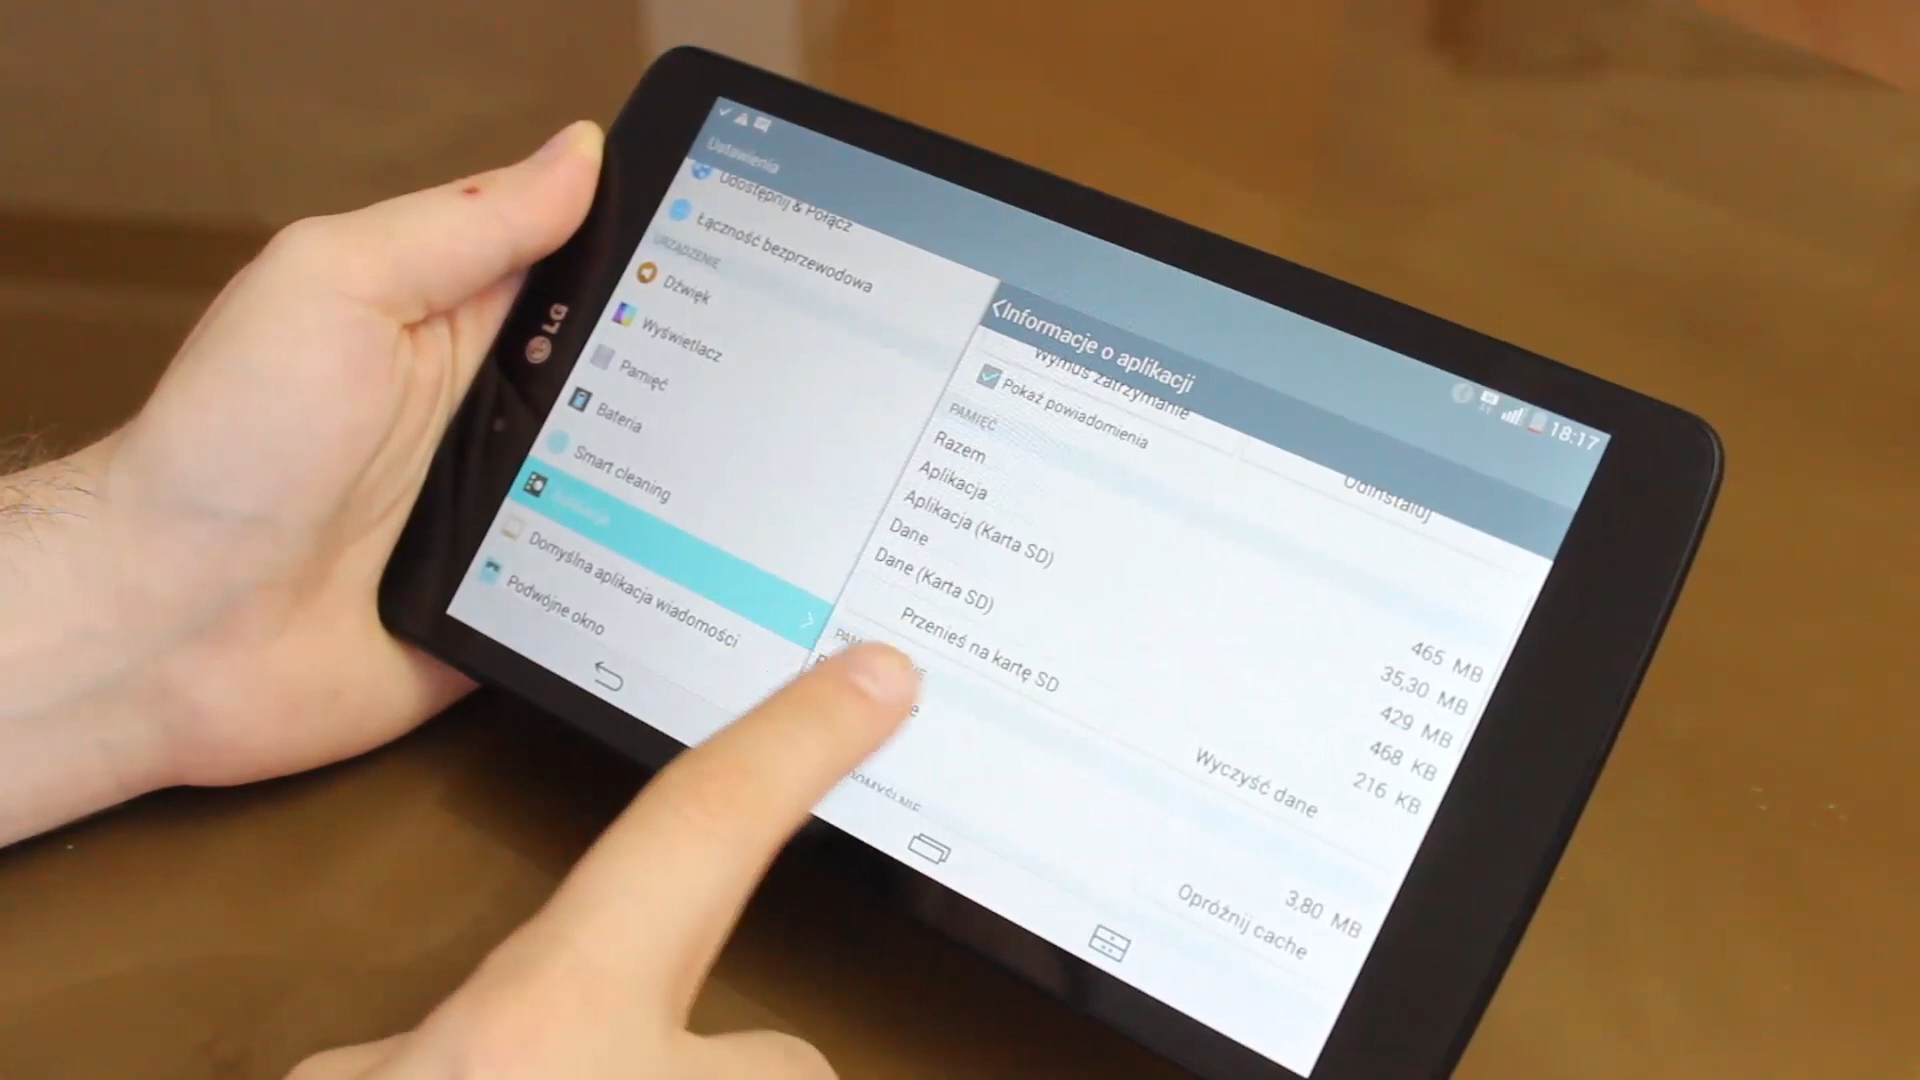 LG
18:17
Ustawienia
Udostępnij & Połącz
Łączność bezprzewodowa
URZĄDZENIE
Dźwięk
Wyświetlacz
Pamięć
Bateria
Smart cleaning
Aplikacje
Domyślna aplikacja wiadomości
Podwójne okno
Informacje o aplikacji
Wymuś zatrzymanie
Odinstaluj
Pokaż powiadomienia
PAMIĘĆ
Razem
465 MB
Aplikacja
35,30 MB
Aplikacja (Karta SD)
429 MB
Dane
468 KB
Dane (Karta SD)
216 KB
Przenieś na kartę SD
Wyczyść dane
3,80 MB
Opróżnij cache